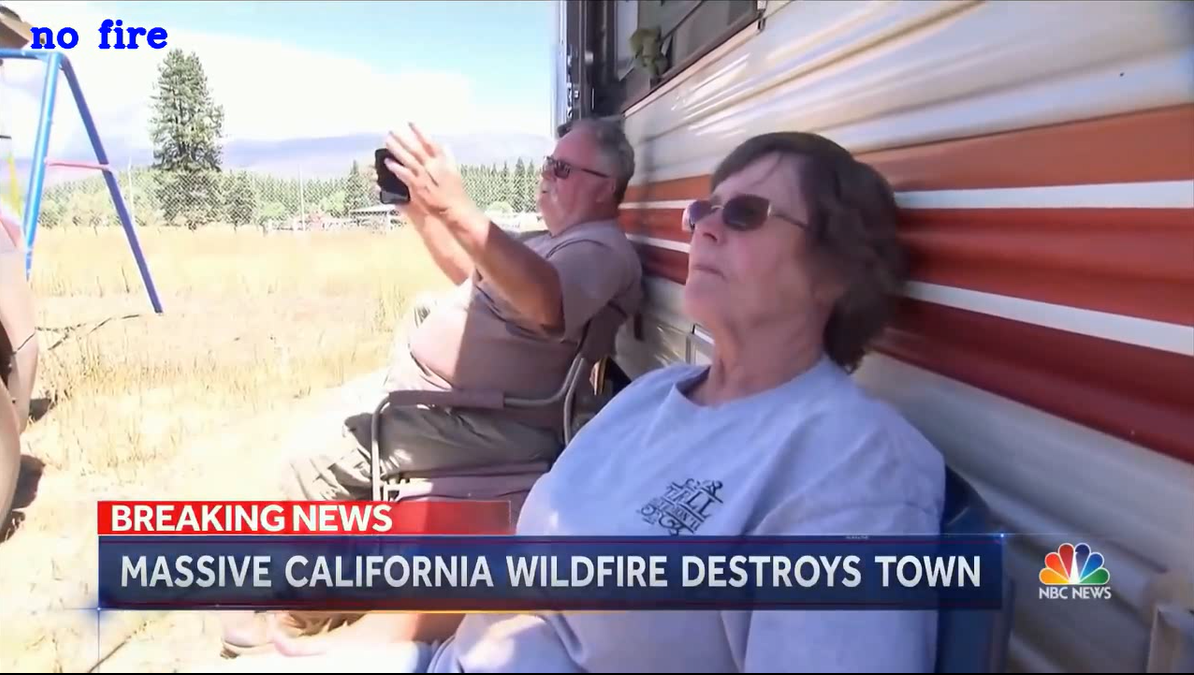 no fire
BREAKING NEWS
MASSIVE CALIFORNIA WILDFIRE DESTROYS TOWN
NBC NEWS